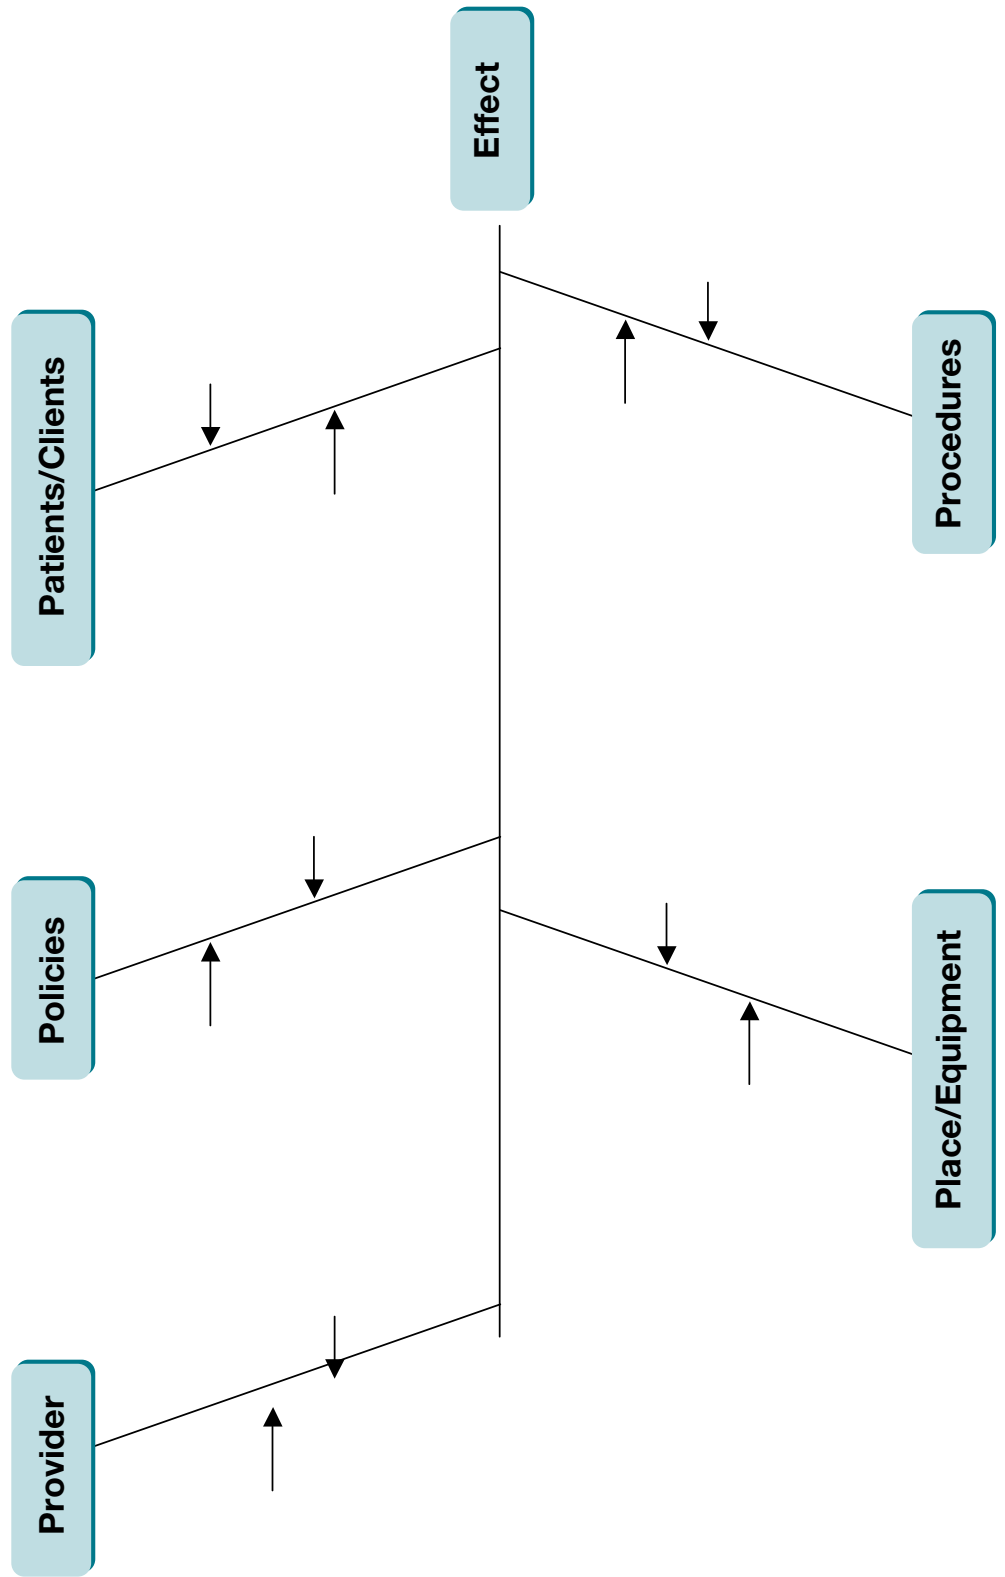 Provider
Policies
Patients/Clients
Effect
Place/Equipment
Procedures